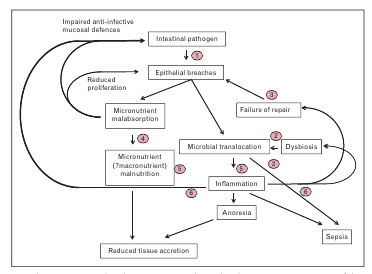 Impaired anti-infective
mucosal defences
Intestinal pathogen
1
Epithelial breaches
Reduced
proliferation
3
Micronutrient
malabsorption
Failure of repair
4
2
Microbial translocation
Dysbiosis
Micronutrient
(?macronutrient)
malnutrition
5
5
2
Inflammation
6
6
Anorexia
Sepsis
Reduced tissue accretion